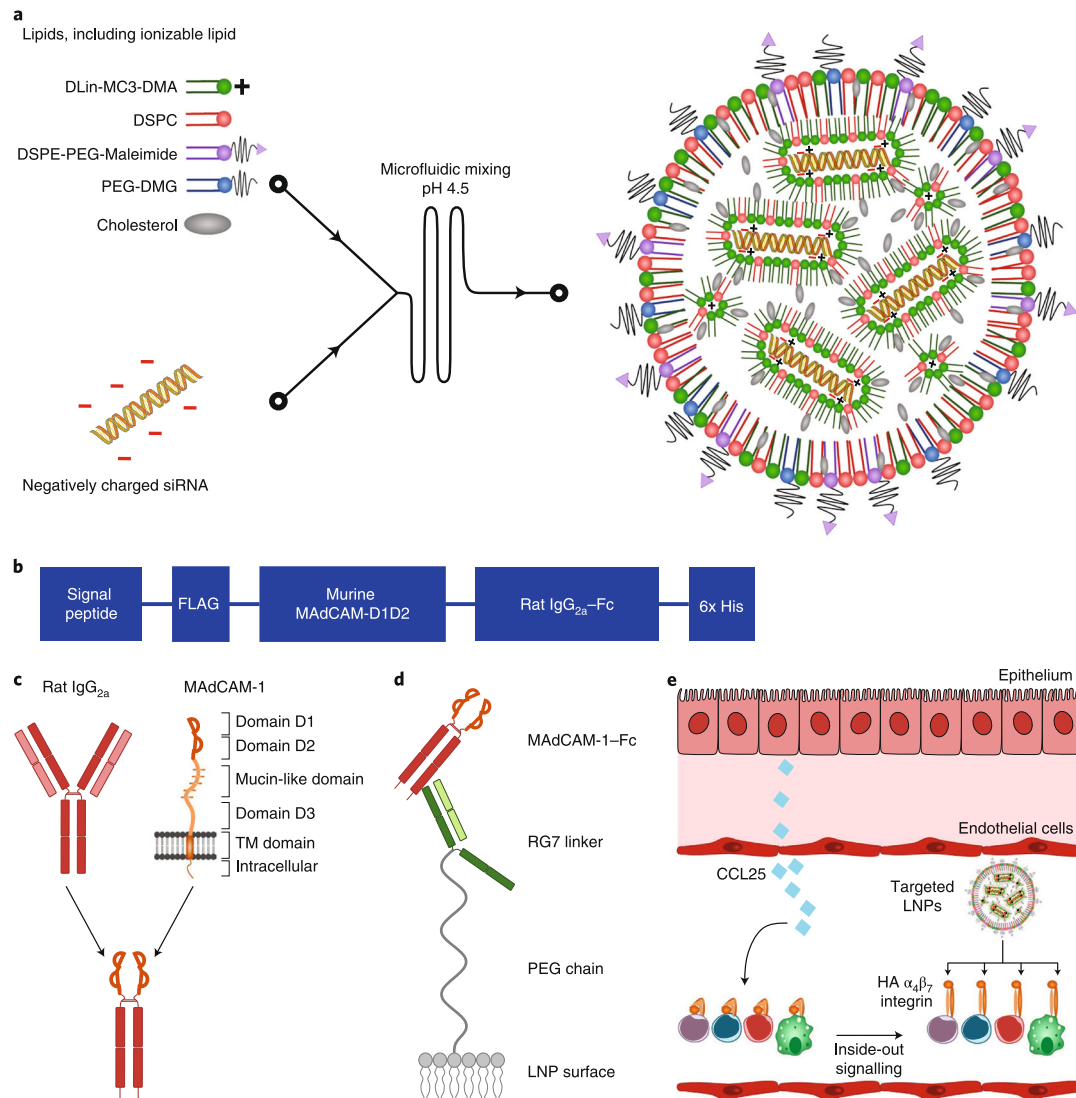 a
Lipids, including ionizable lipid
DLin-MC3-DMA
+
DSPC
DSPE-PEG-Maleimide
PEG-DMG
Cholesterol
Microfluidic mixing
pH 4.5
Negatively charged siRNA
b
Signal
peptide
FLAG
Murine
MAdCAM-D1D2
Rat IgG2a–Fc
6x His
c
Rat IgG2a
MAdCAM-1
Domain D1
Domain D2
Mucin-like domain
Domain D3
TM domain
Intracellular
d
MAdCAM-1–Fc
RG7 linker
PEG chain
LNP surface
e
Epithelium
Endothelial cells
CCL25
Targeted
LNPs
HA α4β7
integrin
Inside-out
signalling